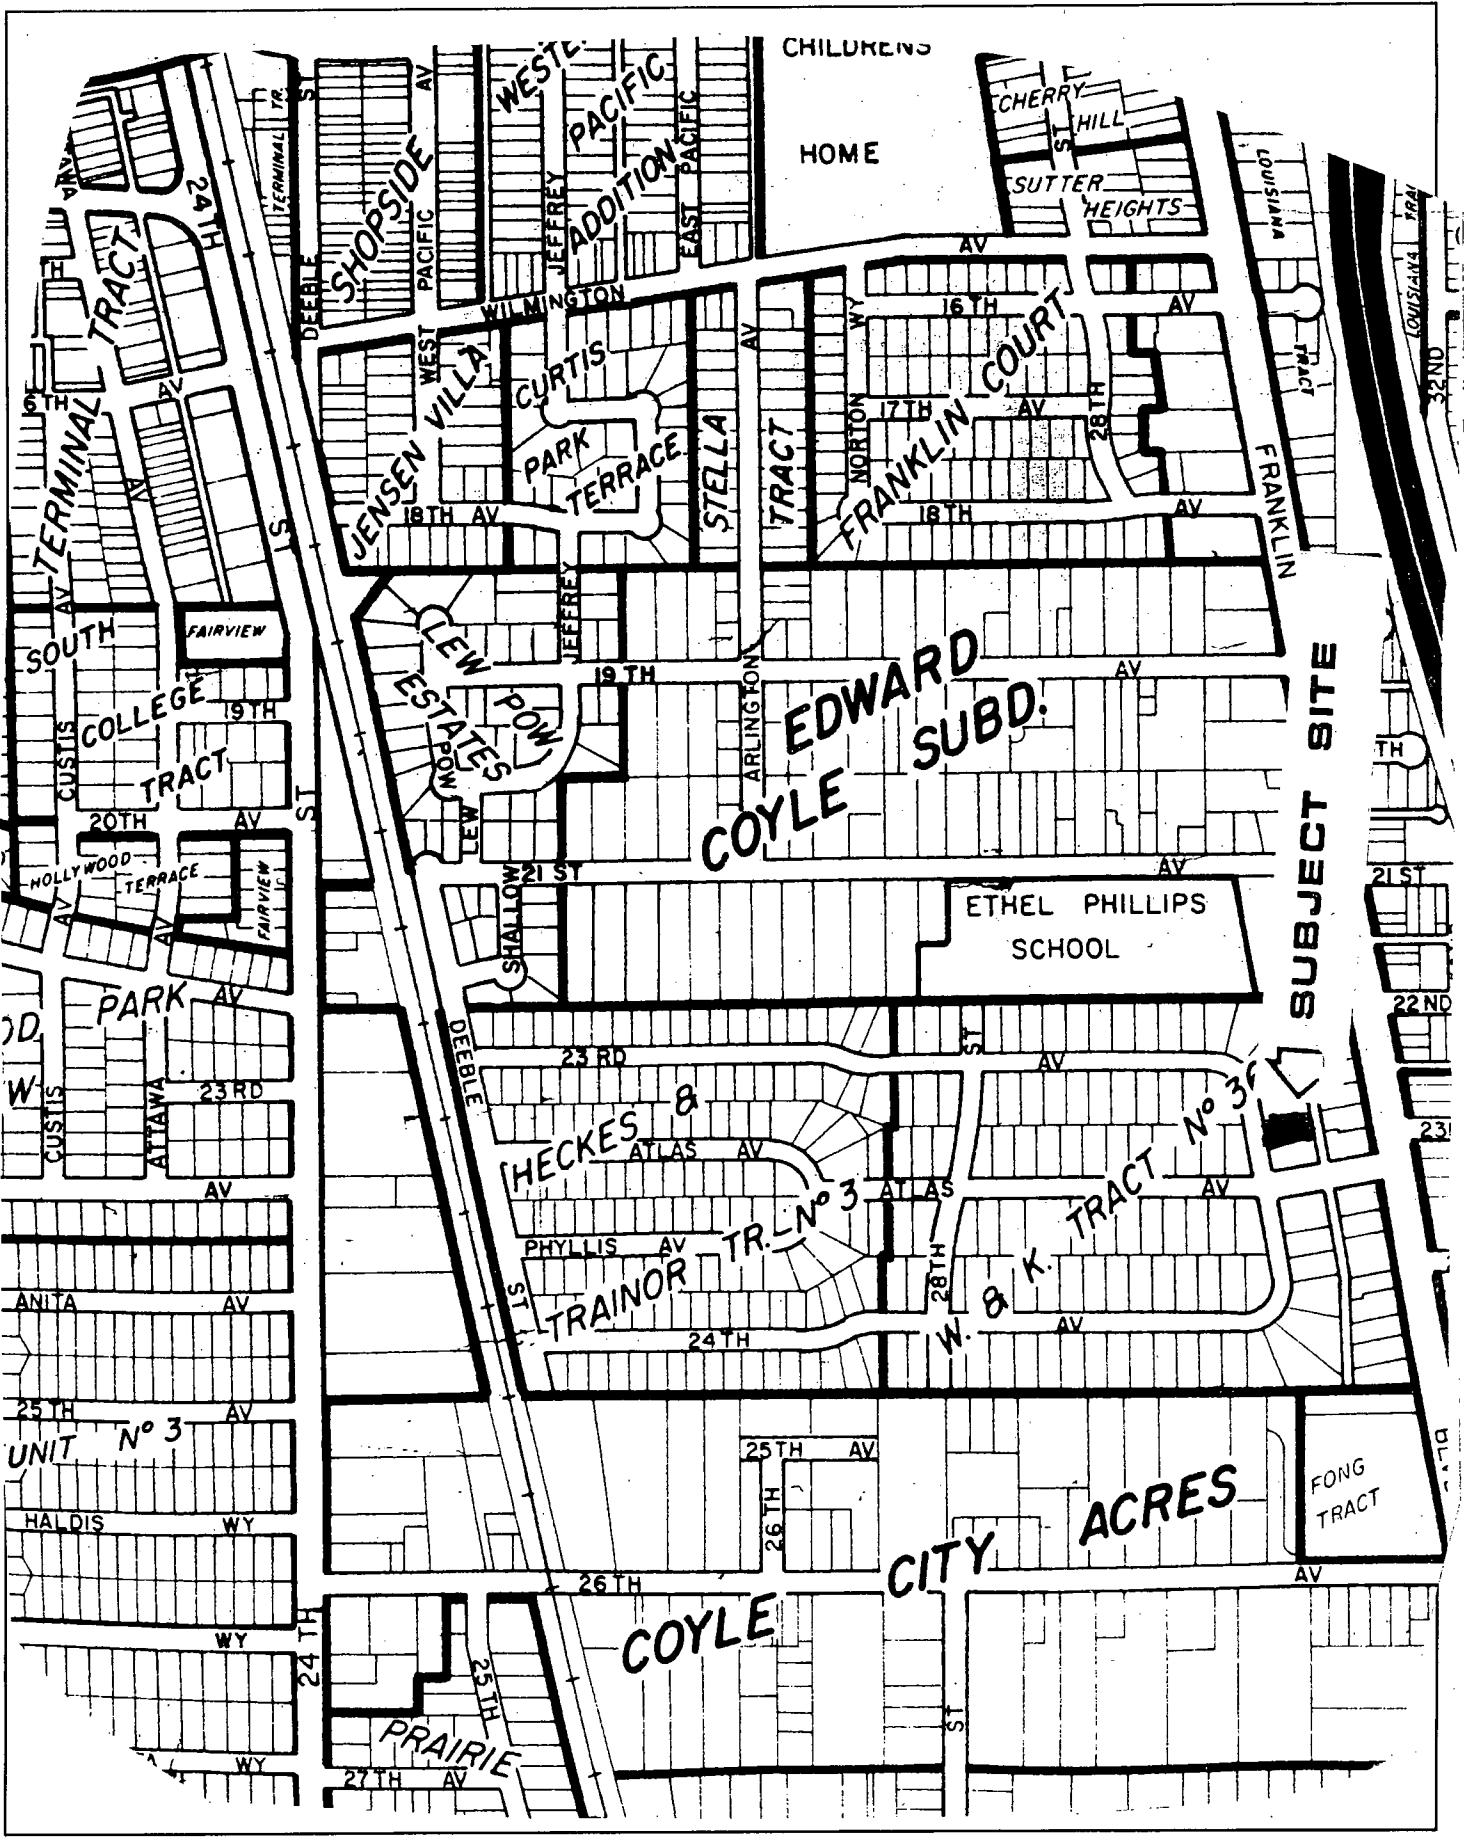 CHILDRENS
HOME
CHERRY
HILL
ST
SUTTER
HEIGHTS
AV
LOUISIANA
TRACT
LOUISIANA
32ND
24TH
ST
TERMINAL TR.
ST
DEEBLE
SHOPSIDE
AV
PACIFIC
WEST
PACIFIC
ADDITION
JEFFREY
EAST PACIFIC
WILMINGTON
TERMINAL TRACT
AV
AV
AV
JENSEN VILLA
CURTIS
PARK
TERRACE
18TH AV
STELLA
TRACT
AV
WY
NORTON
16TH
AV
FRANKLIN COURT
17TH
AV
28TH
18TH
AV
FRANKLIN
FAIRVIEW
SOUTH
COLLEGE
TRACT
19TH
CUSTIS
20TH
AV
ST
HOLLYWOOD
TERRACE
FAIRVIEW
AV
AV
LEW
POW
ESTATES
LEW
POW
JEFFREY
19TH
AV
ARLINGTON
EDWARD
COYLE SUBD.
SUBJECT SITE
TH
SHALLOW
21ST
AV
21ST
ETHEL PHILLIPS
SCHOOL
PARK
AV
22ND
W
CUSTIS
ATTAWA
23RD
AV
DEEBLE
ST
23RD
ST
AV
HECKES &
TRAINOR TR. Nº 3
ATLAS
AV
ATLAS
AV
W. & K. TRACT Nº 36
PHYLLIS
AV
28TH
24TH
AV
ANITA
AV
25TH
AV
UNIT Nº 3
HALDIS
WY
WY
WY
24TH
25TH
AV
26TH
FONG
TRACT
COYLE CITY ACRES
26TH
AV
ST
25TH
PRAIRIE
27TH
AV